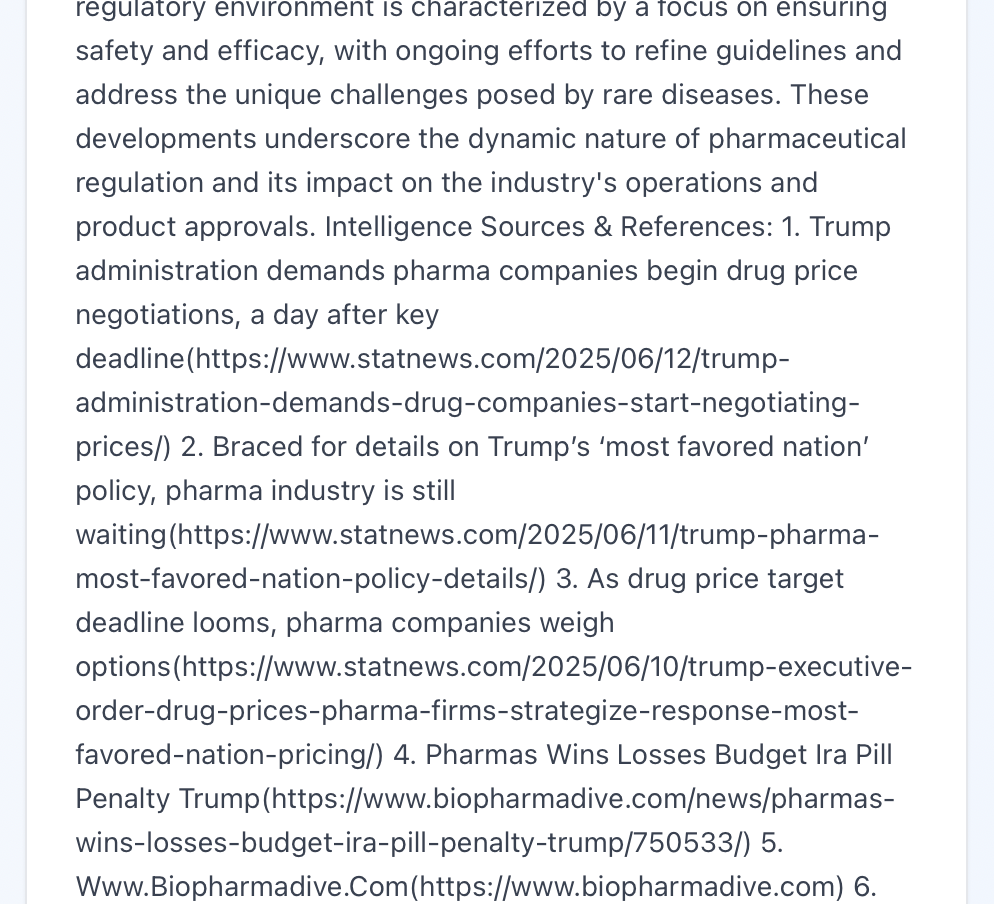 regulatory environment is characterized by a focus on ensuring
safety and efficacy, with ongoing efforts to refine guidelines and
address the unique challenges posed by rare diseases. These
developments underscore the dynamic nature of pharmaceutical
regulation and its impact on the industry's operations and
product approvals. Intelligence Sources & References: 1. Trump
administration demands pharma companies begin drug price
negotiations, a day after key
deadline(https://www.statnews.com/2025/06/12/trump-
administration-demands-drug-companies-start-negotiating-
prices/) 2. Braced for details on Trump’s ‘most favored nation’
policy, pharma industry is still
waiting(https://www.statnews.com/2025/06/11/trump-pharma-
most-favored-nation-policy-details/) 3. As drug price target
deadline looms, pharma companies weigh
options(https://www.statnews.com/2025/06/10/trump-executive-
order-drug-prices-pharma-firms-strategize-response-most-
favored-nation-pricing/) 4. Pharmas Wins Losses Budget Ira Pill
Penalty Trump(https://www.biopharmadive.com/news/pharmas-
wins-losses-budget-ira-pill-penalty-trump/750533/) 5.
Www.Biopharmadive.Com(https://www.biopharmadive.com) 6.